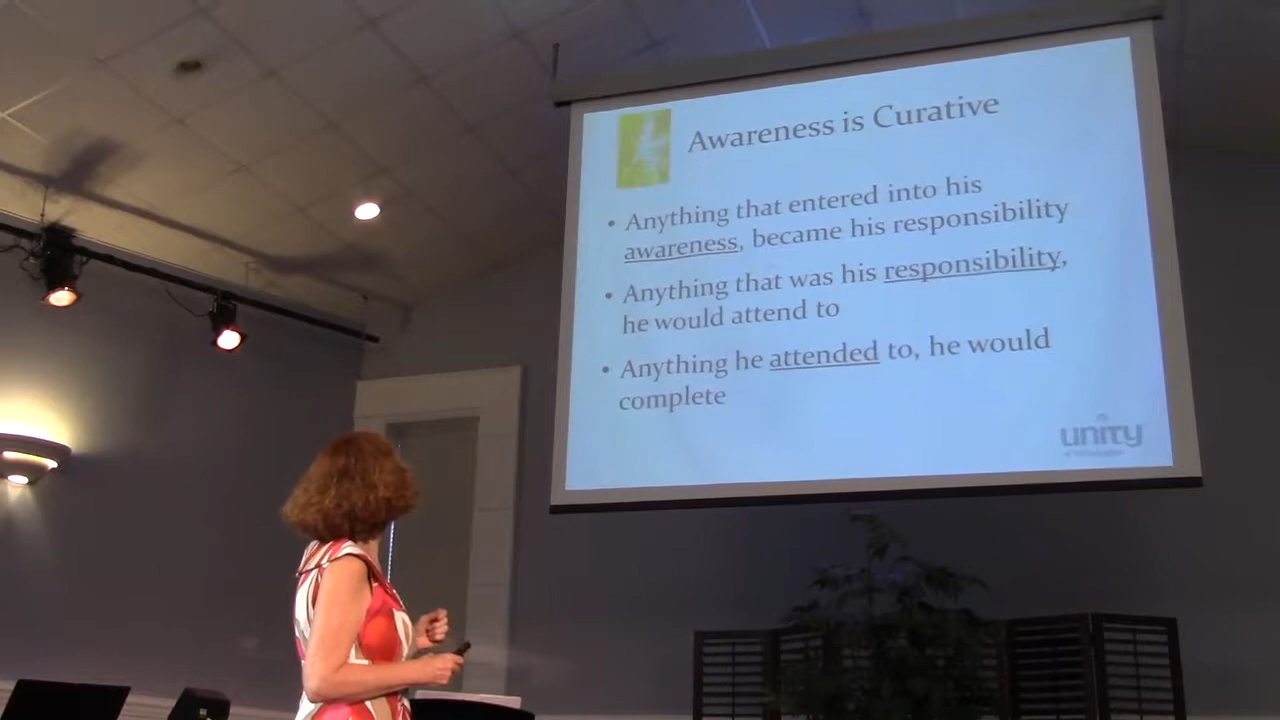 Awareness is Curative
• Anything that entered into his
awareness, became his responsibility
• Anything that was his responsibility,
he would attend to
• Anything he attended to, he would
complete
unity